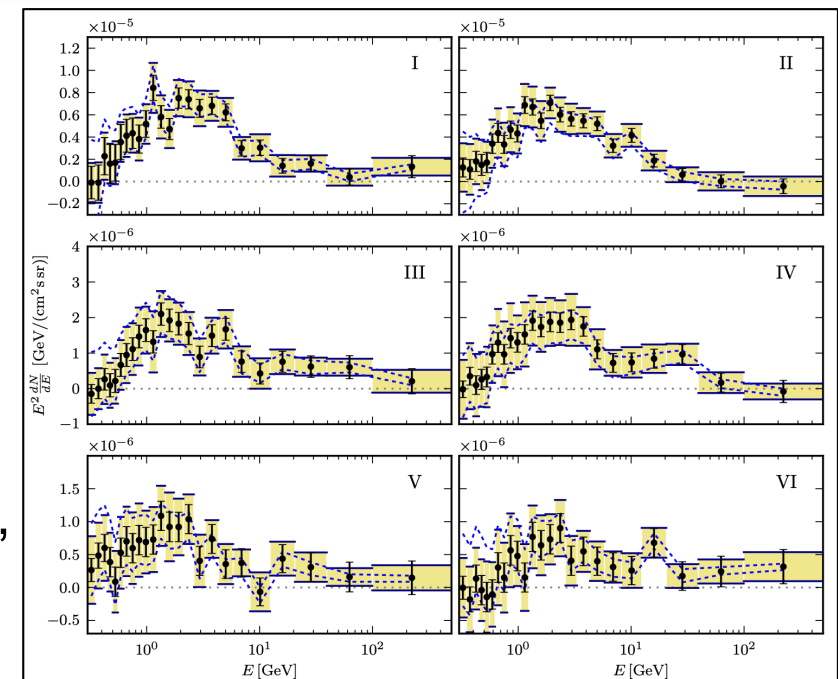 ×10⁻⁵ ×10⁻⁵
1.2
1.0
0.8
0.6
0.4
0.2
0.0
−0.2
I
II
×10⁻⁶ ×10⁻⁶
4
3
2
1
0
−1
III
IV
E² dN/dE [GeV/(cm² s sr)]
×10⁻⁶ ×10⁻⁶
1.5
1.0
0.5
0.0
−0.5
V
VI
,
10⁰ 10¹ 10² 10⁰ 10¹ 10²
E [GeV] E [GeV]